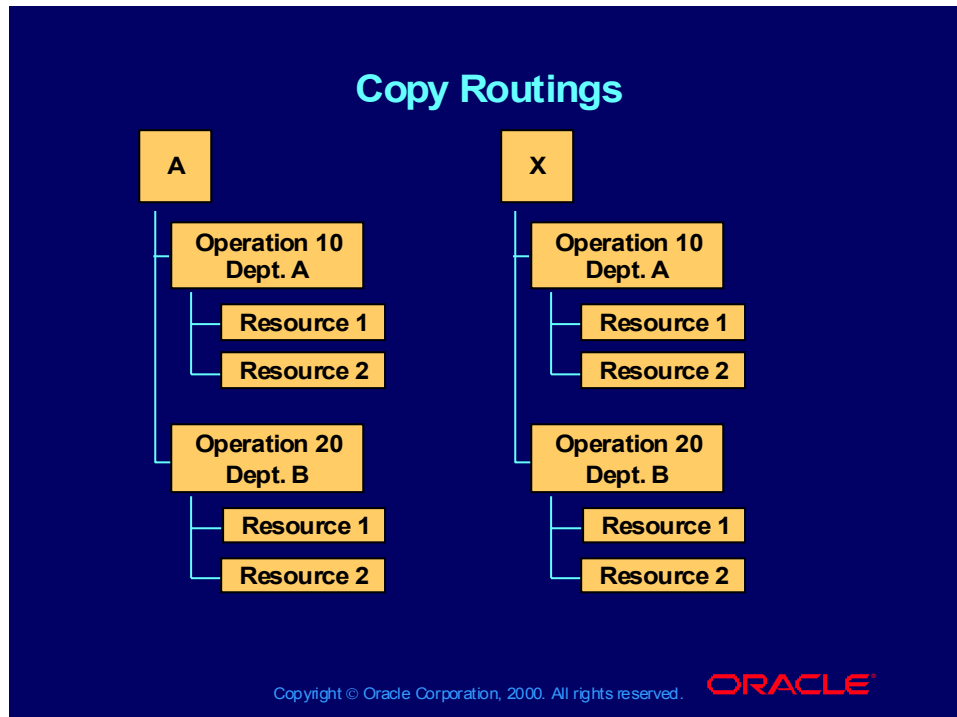 Copy Routings
A
Operation 10
Dept. A
Resource 1
Resource 2
Operation 20
Dept. B
Resource 1
Resource 2
X
Operation 10
Dept. A
Resource 1
Resource 2
Operation 20
Dept. B
Resource 1
Resource 2
Copyright © Oracle Corporation, 2000. All rights reserved.
ORACLE®